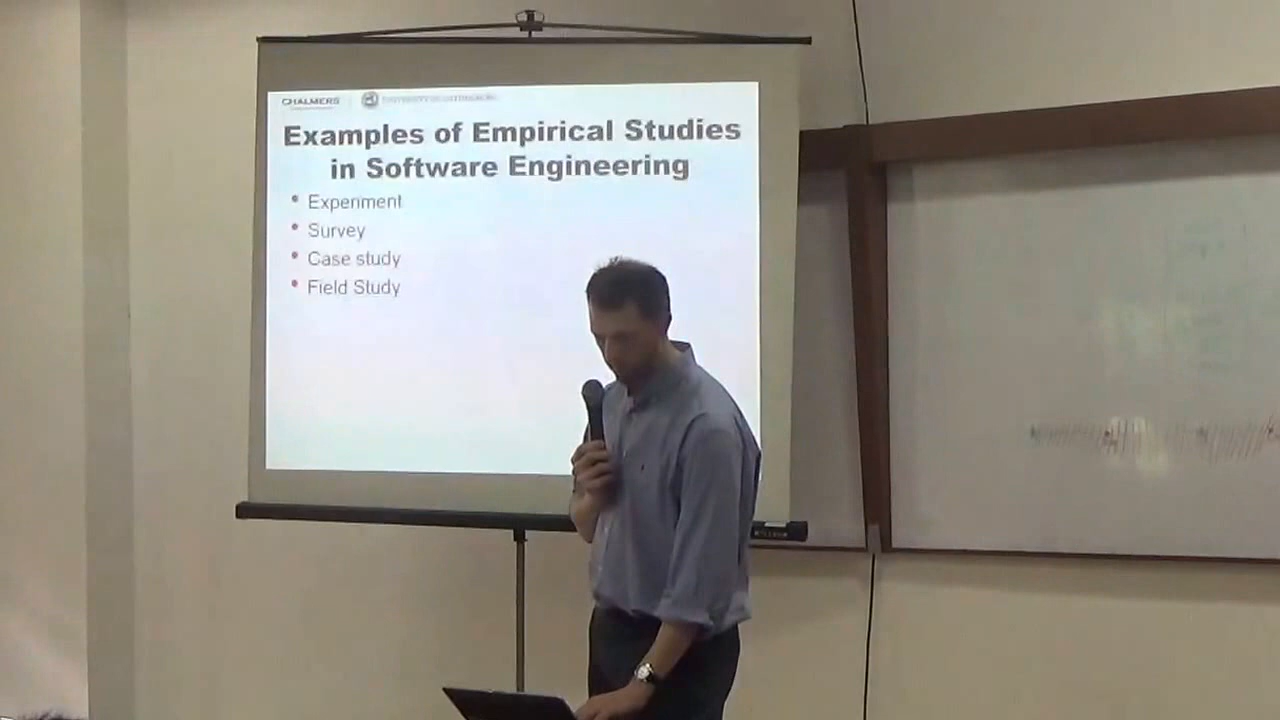 CHALMERS
Examples of Empirical Studies
in Software Engineering
• Experiment
• Survey
• Case study
• Field Study